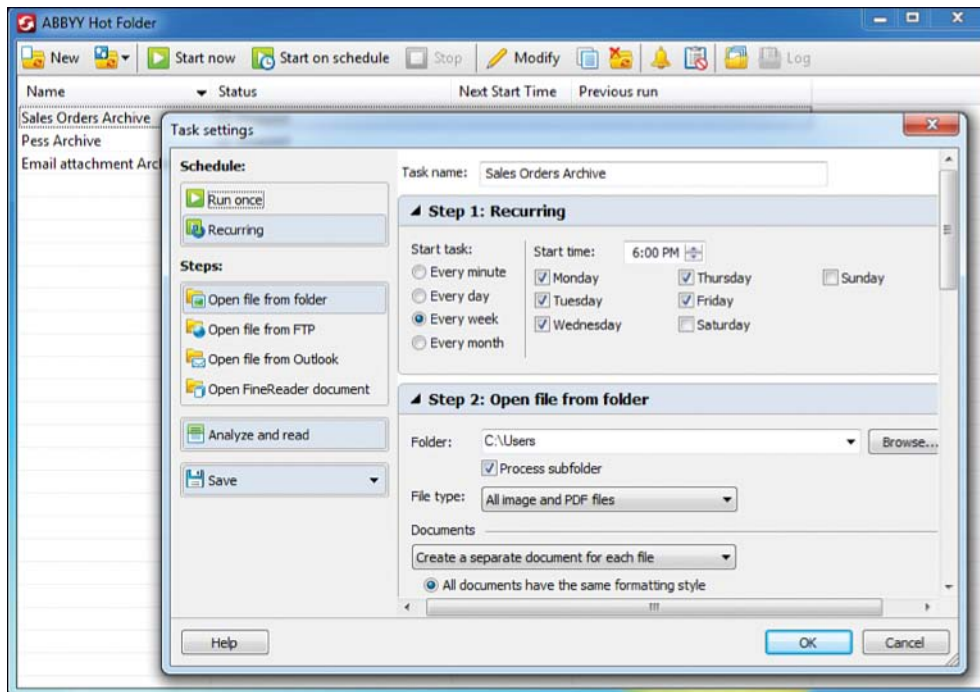 ABBYY Hot Folder
New Start now Start on schedule Stop Modify Log
Name Status Next Start Time Previous run
Sales Orders Archive
Pess Archive
Email attachment Arc
Task settings
Schedule:
Run once
Recurring
Steps:
Open file from folder
Open file from FTP
Open file from Outlook
Open FineReader document
Analyze and read
Save
Task name: Sales Orders Archive
Step 1: Recurring
Start task: Start time: 6:00 PM
Every minute Monday Thursday Sunday
Every day Tuesday Friday
Every week Wednesday Saturday
Every month
Step 2: Open file from folder
Folder: C:\Users Browse...
Process subfolder
File type: All image and PDF files
Documents
Create a separate document for each file
All documents have the same formatting style
Help OK Cancel